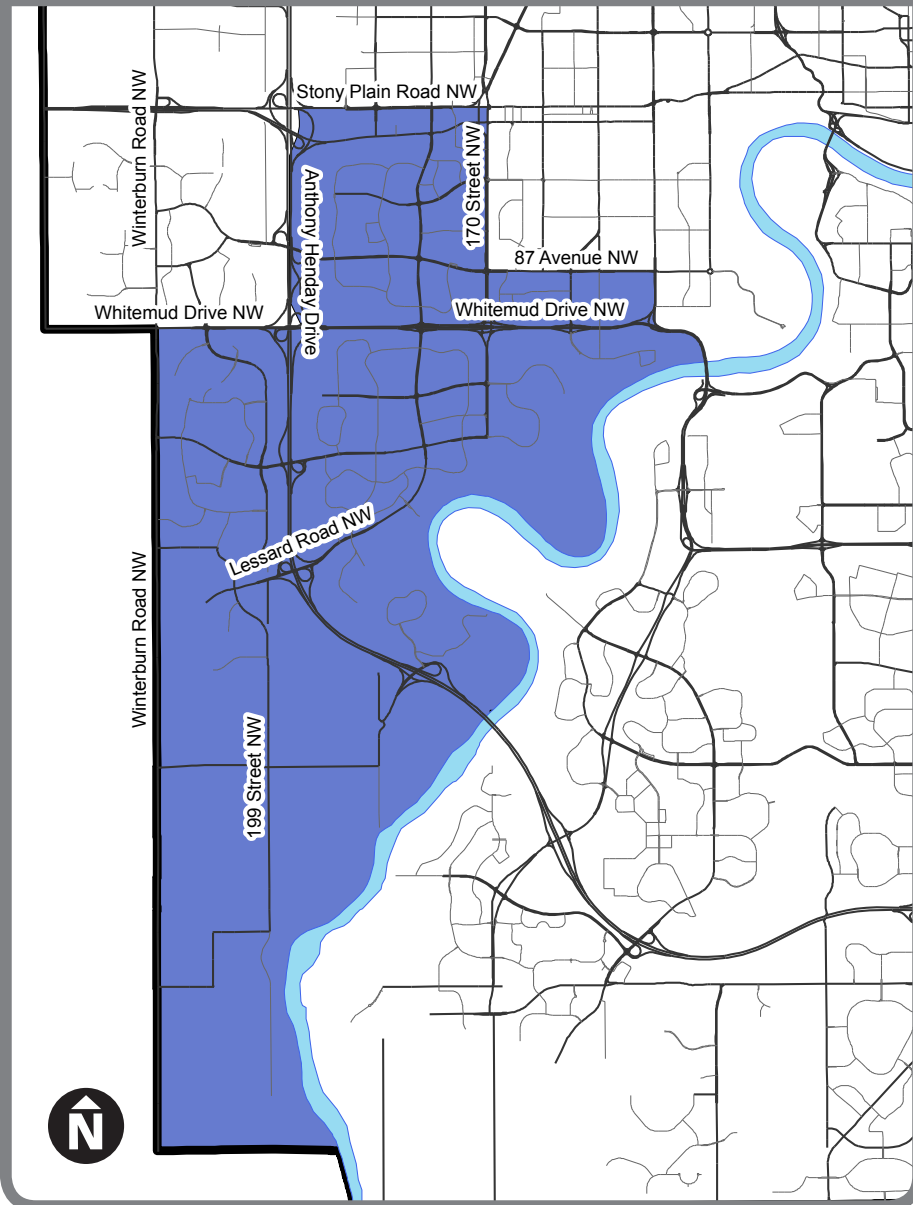 Stony Plain Road NW
Winterburn Road NW
170 Street NW
Anthony Henday Drive
87 Avenue NW
Whitemud Drive NW
Whitemud Drive NW
Lessard Road NW
Winterburn Road NW
199 Street NW
N